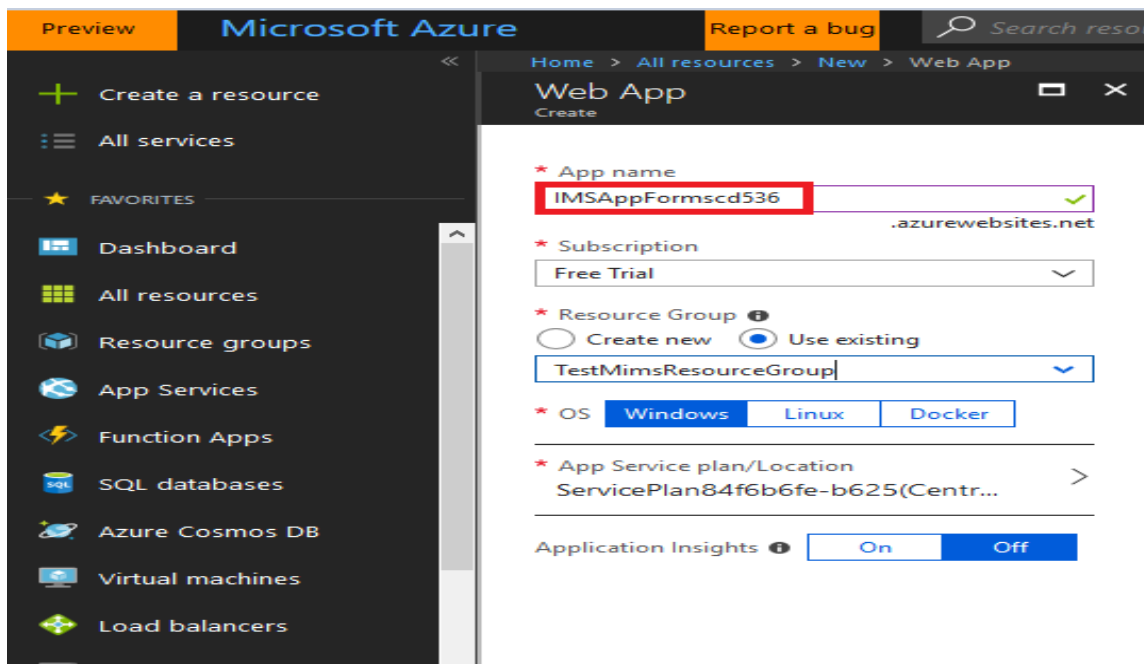 Preview
Microsoft Azure
Report a bug
Search reso
Home > All resources > New > Web App
Web App
Create
Create a resource
All services
FAVORITES
Dashboard
All resources
Resource groups
App Services
Function Apps
SQL databases
Azure Cosmos DB
Virtual machines
Load balancers
* App name
IMSAppFormscd536
.azurewebsites.net
* Subscription
Free Trial
* Resource Group
Create new Use existing
TestMimsResourceGroup
* OS Windows Linux Docker
* App Service plan/Location
ServicePlan84f6b6fe-b625(Centr...
Application Insights On Off